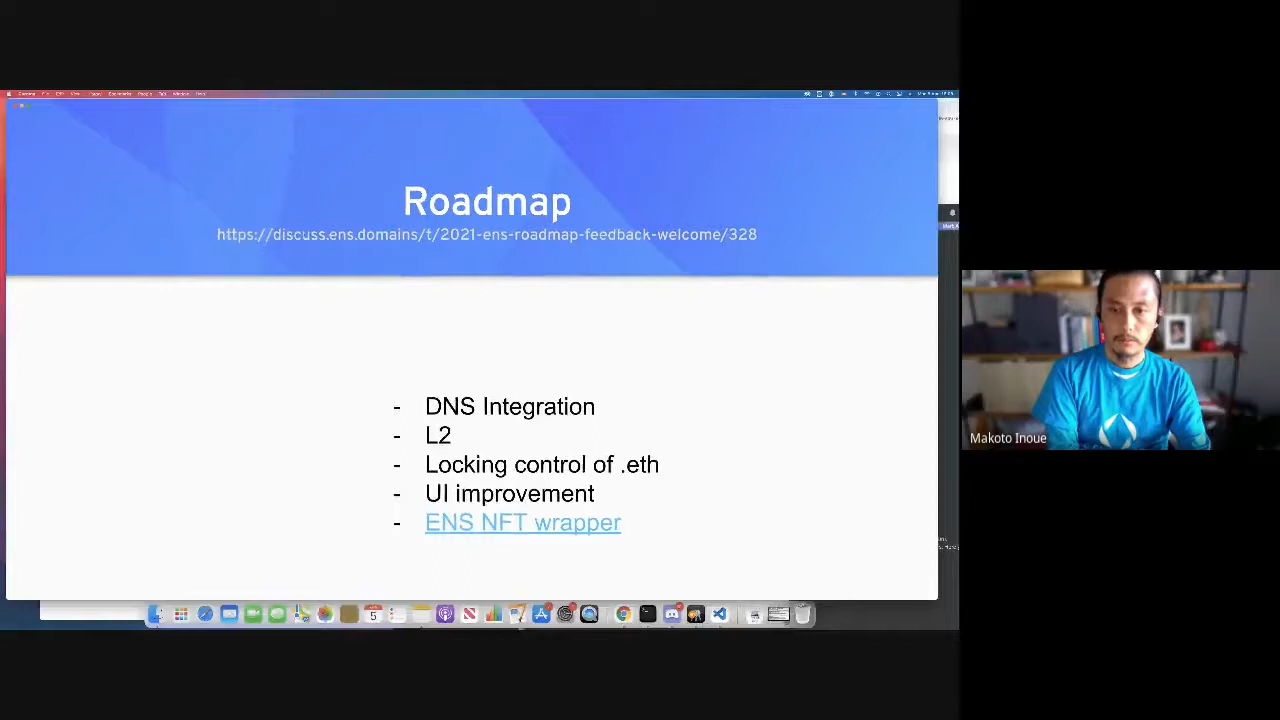 Roadmap
https://discuss.ens.domains/t/2021-ens-roadmap-feedback-welcome/328
- DNS Integration
- L2
- Locking control of .eth
- UI improvement
- ENS NFT wrapper
Makoto Inoue
5